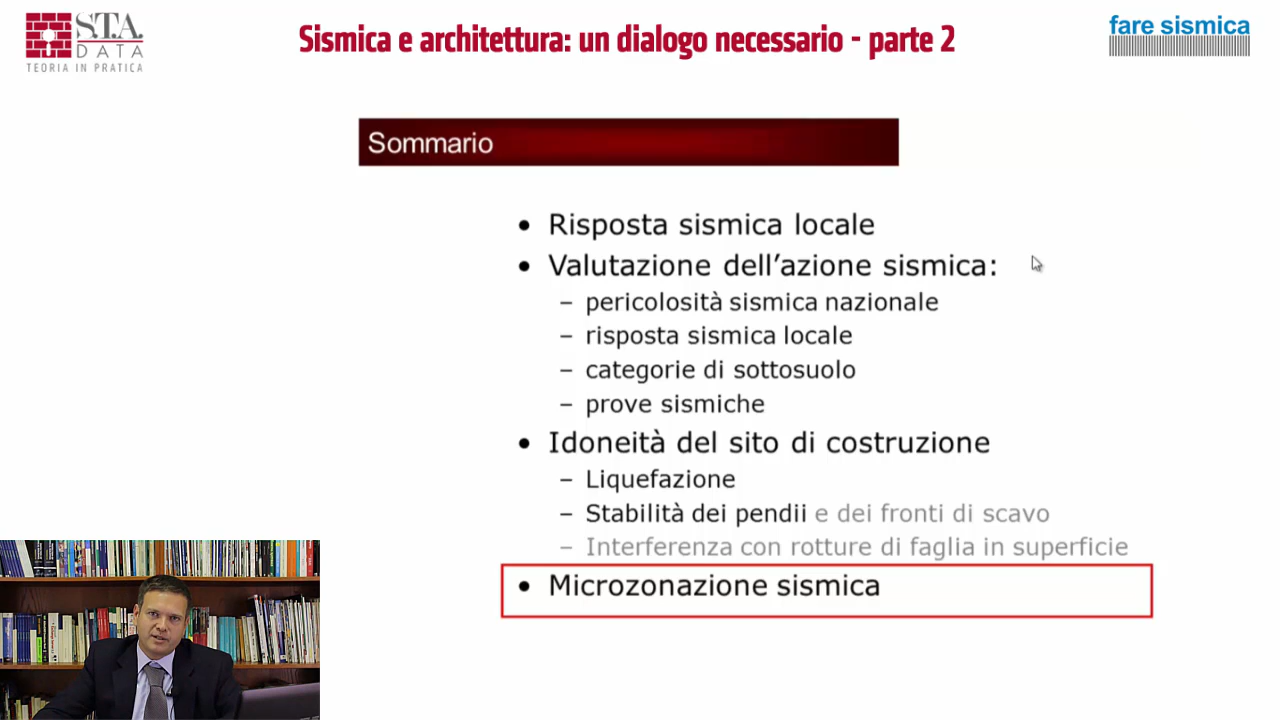 S.T.A.
DATA
TEORIA IN PRATICA
Sismica e architettura: un dialogo necessario - parte 2
fare sismica
Sommario
• Risposta sismica locale
• Valutazione dell'azione sismica:
– pericolosità sismica nazionale
– risposta sismica locale
– categorie di sottosuolo
– prove sismiche
• Idoneità del sito di costruzione
– Liquefazione
– Stabilità dei pendii e dei fronti di scavo
– Interferenza con rotture di faglia in superficie
• Microzonazione sismica